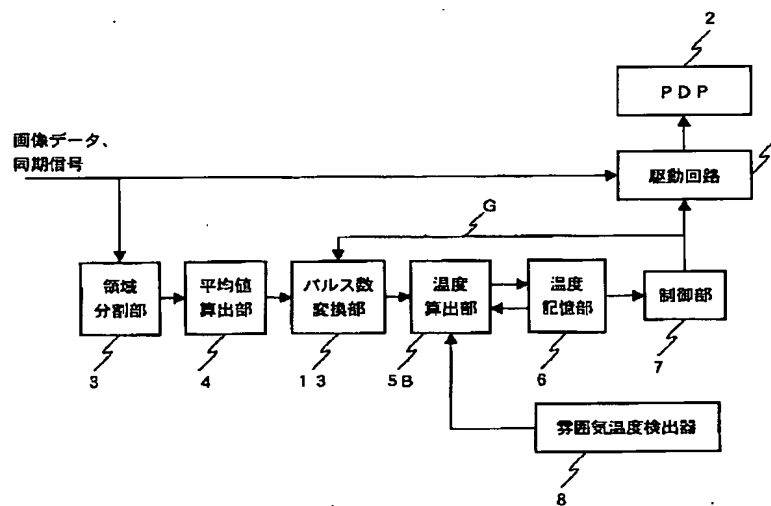 2
PDP
画像データ、
同期信号
駆動回路
G
領域
分割部
平均値
算出部
パルス数
変換部
温度
算出部
温度
記憶部
制御部
3
4
13
5B
6
7
雰囲気温度検出器
8